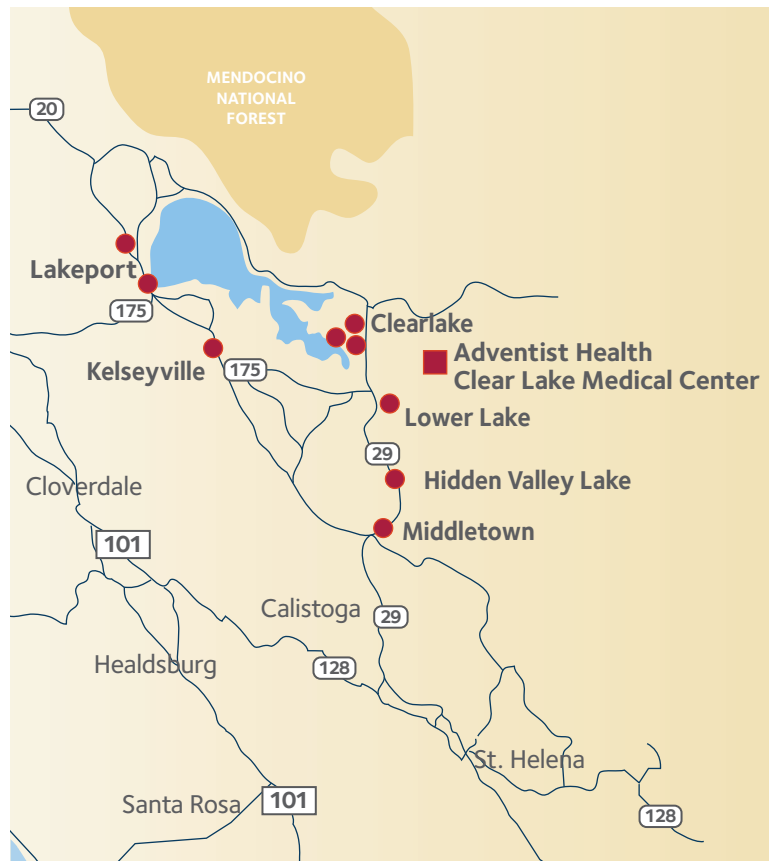 MENDOCINO
NATIONAL
FOREST
20
Lakeport
175
Clearlake
Adventist Health
Clear Lake Medical Center
Kelseyville
175
Lower Lake
29
Hidden Valley Lake
Cloverdale
Middletown
101
Calistoga
29
Healdsburg
128
St. Helena
Santa Rosa
101
128